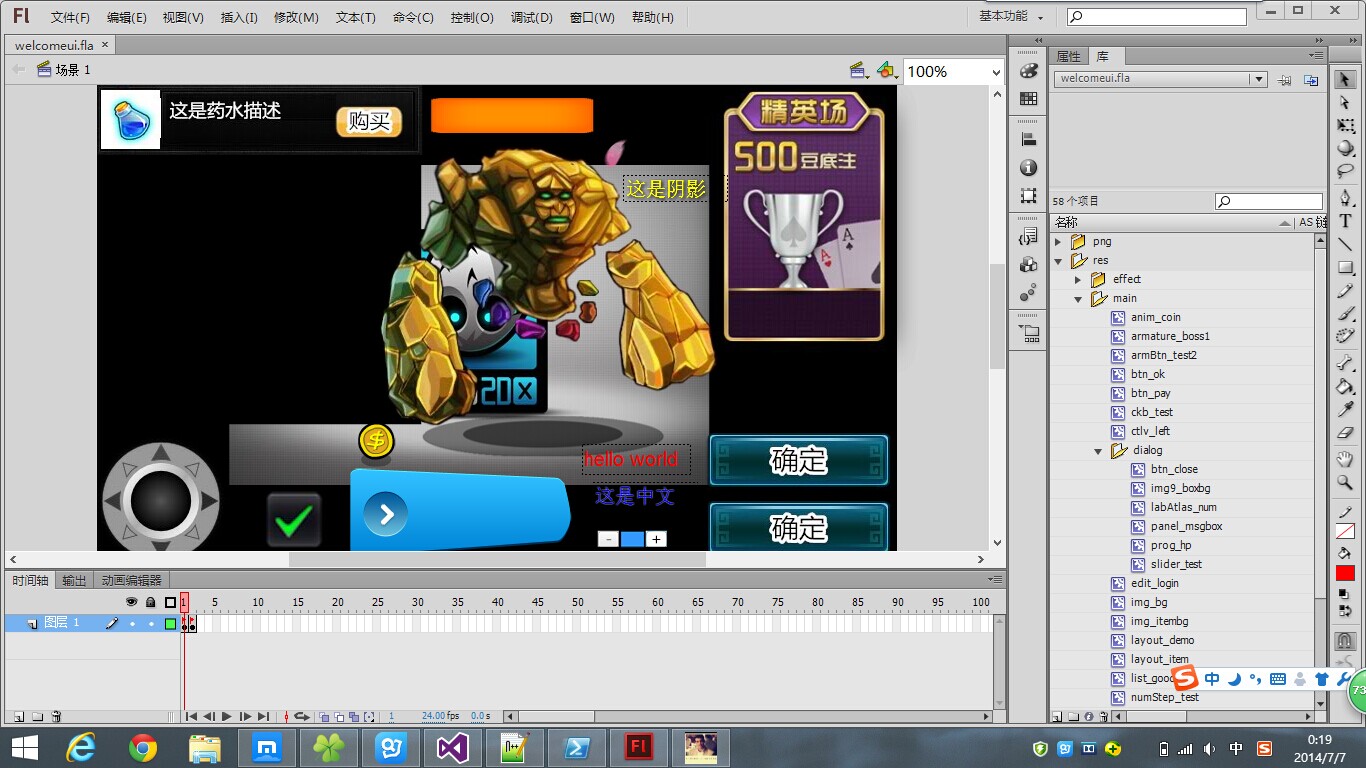 Fl 文件(F) 编辑(E) 视图(V) 插入(I) 修改(M) 文本(T) 命令(C) 控制(O) 调试(D) 窗口(W) 帮助(H) 基本功能
welcomeui.fla ×
场景 1
100%
这是药水描述
购买
精英场
500豆底注
A
A
这是阴影
20X
$
hello world
这是中文
确定
确定
- +
属性 库
welcomeui.fla
58 个项目
名称 AS 链
png
res
effect
main
anim_coin
armature_boss1
armBtn_test2
btn_ok
btn_pay
ckb_test
ctlv_left
dialog
btn_close
img9_boxbg
labAtlas_num
panel_msgbox
prog_hp
slider_test
edit_login
img_bg
img_itembg
layout_demo
layout_item
numStep_test
S 中
73
时间轴 输出 动画编辑器
1 5 10 15 20 25 30 35 40 45 50 55 60 65 70 75 80 85 90 95 100
图层 1
1 24.00 fps 0.0 s
Fl
中 S
0:19
2014/7/7